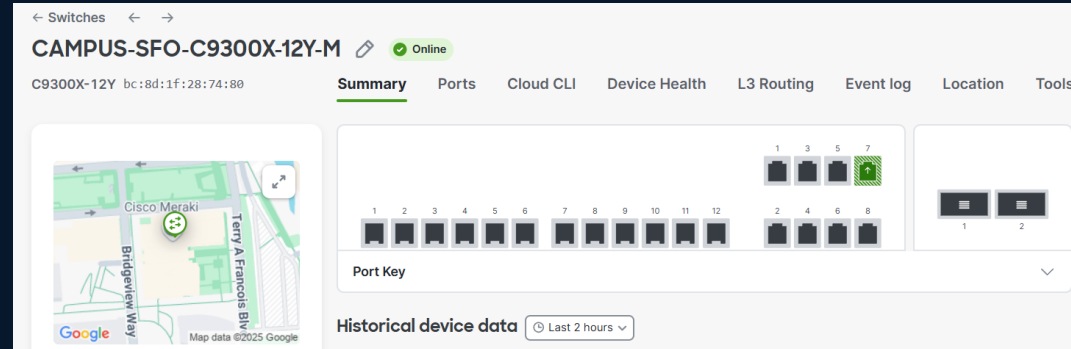 ← Switches ← →
CAMPUS-SFO-C9300X-12Y-M Online
C9300X-12Y bc:8d:1f:28:74:80
Summary Ports Cloud CLI Device Health L3 Routing Event log Location Tools
Cisco Meraki
Bridgeview Way
Terry A Francois Blv
Google
Map data ©2025 Google
1 3 5 7
1 2 3 4 5 6 7 8 9 10 11 12 2 4 6 8
1 2
Port Key
Historical device data Last 2 hours